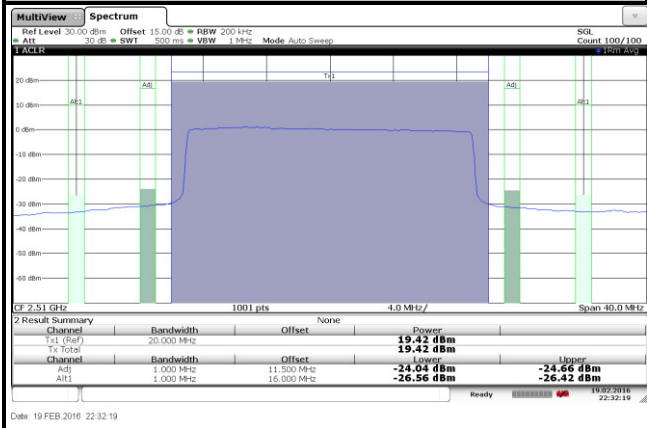 MultiView Spectrum
Ref Level 30.00 dBm Offset 15.00 dB RBW 200 kHz SGL
Att 30 dB SWT 500 ms VBW 1 MHz Mode Auto Sweep Count 100/100
1 ACLR 1Rm Avg
Tx1
20 dBm
Adj Adj
Alt1 Alt1
0 dBm
-10 dBm
-20 dBm
-30 dBm
-40 dBm
-50 dBm
-60 dBm
CF 2.51 GHz 1001 pts 4.0 MHz/ Span 40.0 MHz
2 Result Summary None
Channel Bandwidth Offset Power
Tx1 (Ref) 20.000 MHz 19.42 dBm
Tx Total 19.42 dBm
Channel Bandwidth Offset Lower Upper
Adj 1.000 MHz 11.500 MHz -24.04 dBm -24.66 dBm
Alt1 1.000 MHz 16.000 MHz -26.56 dBm -26.42 dBm
Ready 19.02.2016
22:32:19
Date: 19.FEB.2016 22:32:19